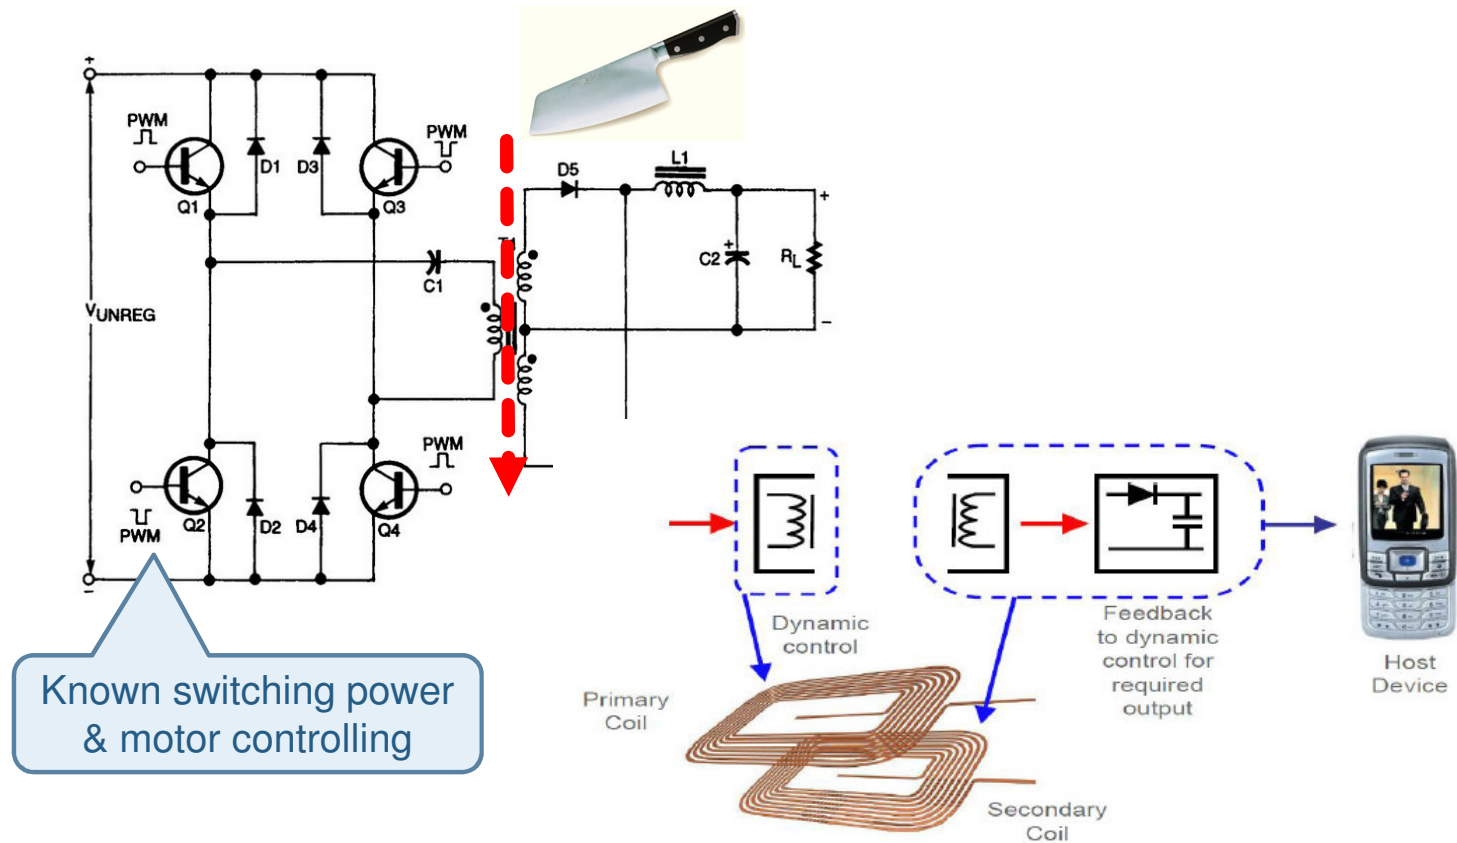 +
PWM
PWM
D1
D3
Q1
Q3
D5
L1
+
C1
+
C2
RL
VUNREG
−
PWM
Q2
D2
D4
Q4
PWM
−
Known switching power
& motor controlling
Dynamic
control
Feedback
to dynamic
control for
required
output
Host
Device
Primary
Coil
Secondary
Coil